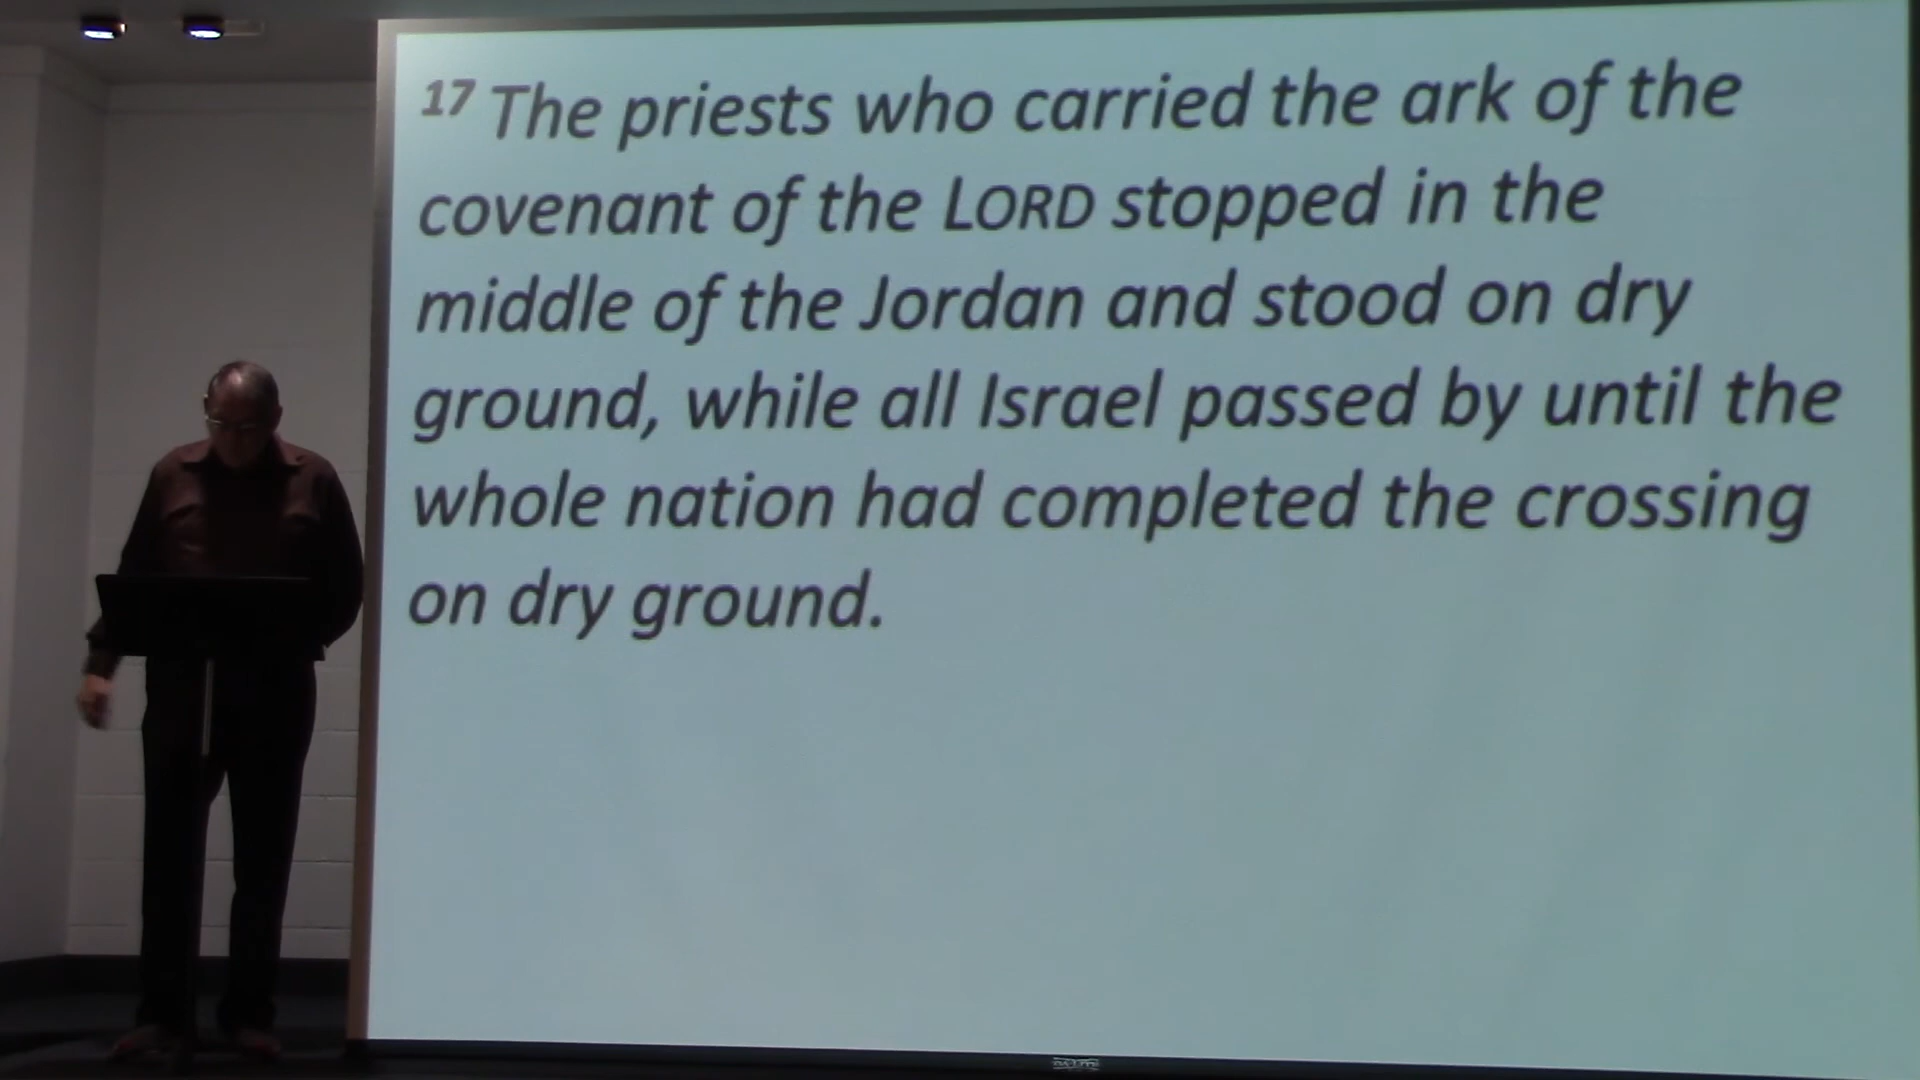 17 The priests who carried the ark of the
covenant of the LORD stopped in the
middle of the Jordan and stood on dry
ground, while all Israel passed by until the
whole nation had completed the crossing
on dry ground.